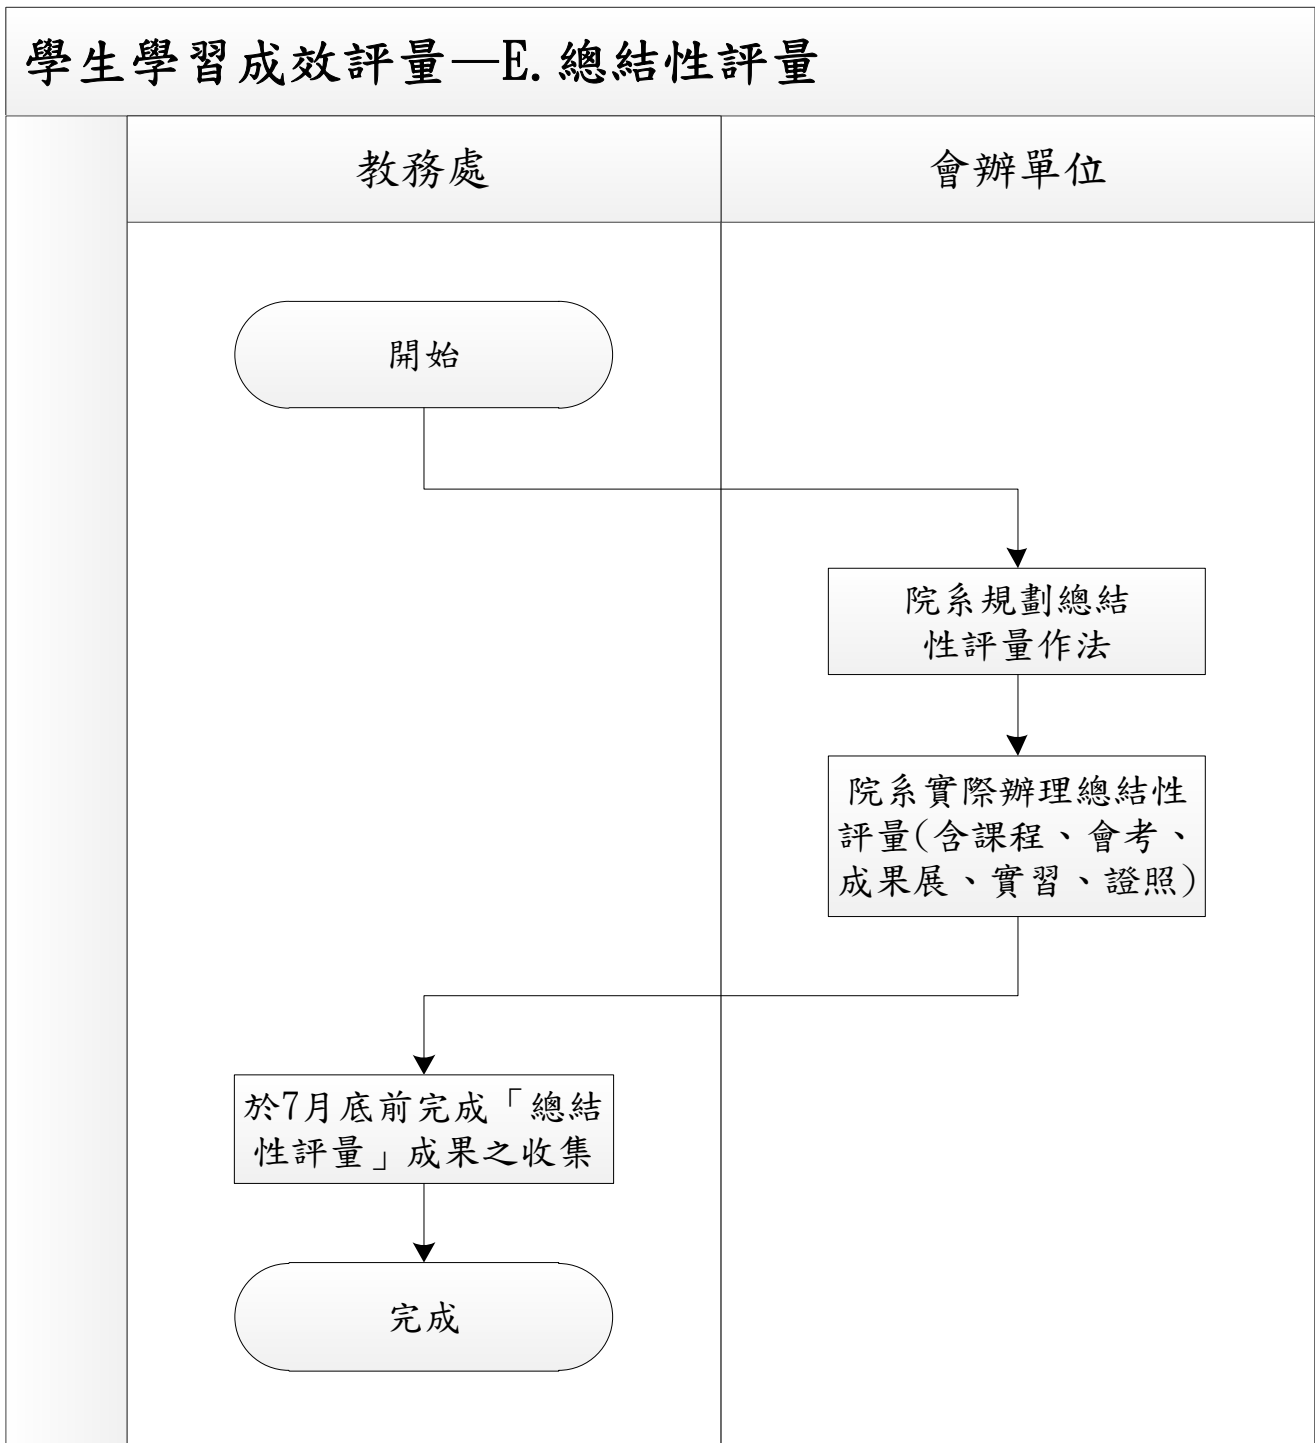 學生學習成效評量—E.總結性評量
教務處
會辦單位
開始
院系規劃總結
性評量作法
院系實際辦理總結性
評量(含課程、會考、
成果展、實習、證照)
於7月底前完成「總結
性評量」成果之收集
完成